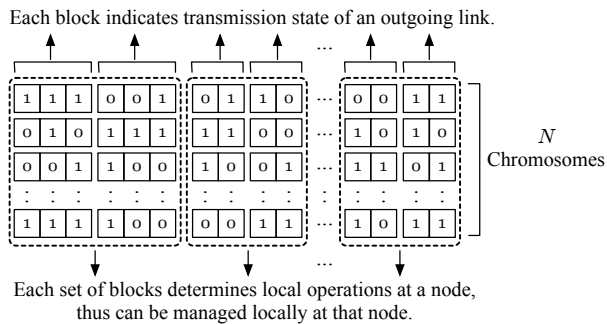 Each block indicates transmission state of an outgoing link.
...
1 1 1 0 0 1 0 1 1 0 ... 0 0 1 1
0 1 0 1 1 1 1 1 0 0 ... 1 0 1 0
N
Chromosomes
0 0 1 1 0 0 1 0 0 1 ... 1 1 0 1
: : : : : : : : : : : : : :
1 1 1 1 0 0 0 0 1 1 ... 1 0 1 1
...
Each set of blocks determines local operations at a node,
thus can be managed locally at that node.